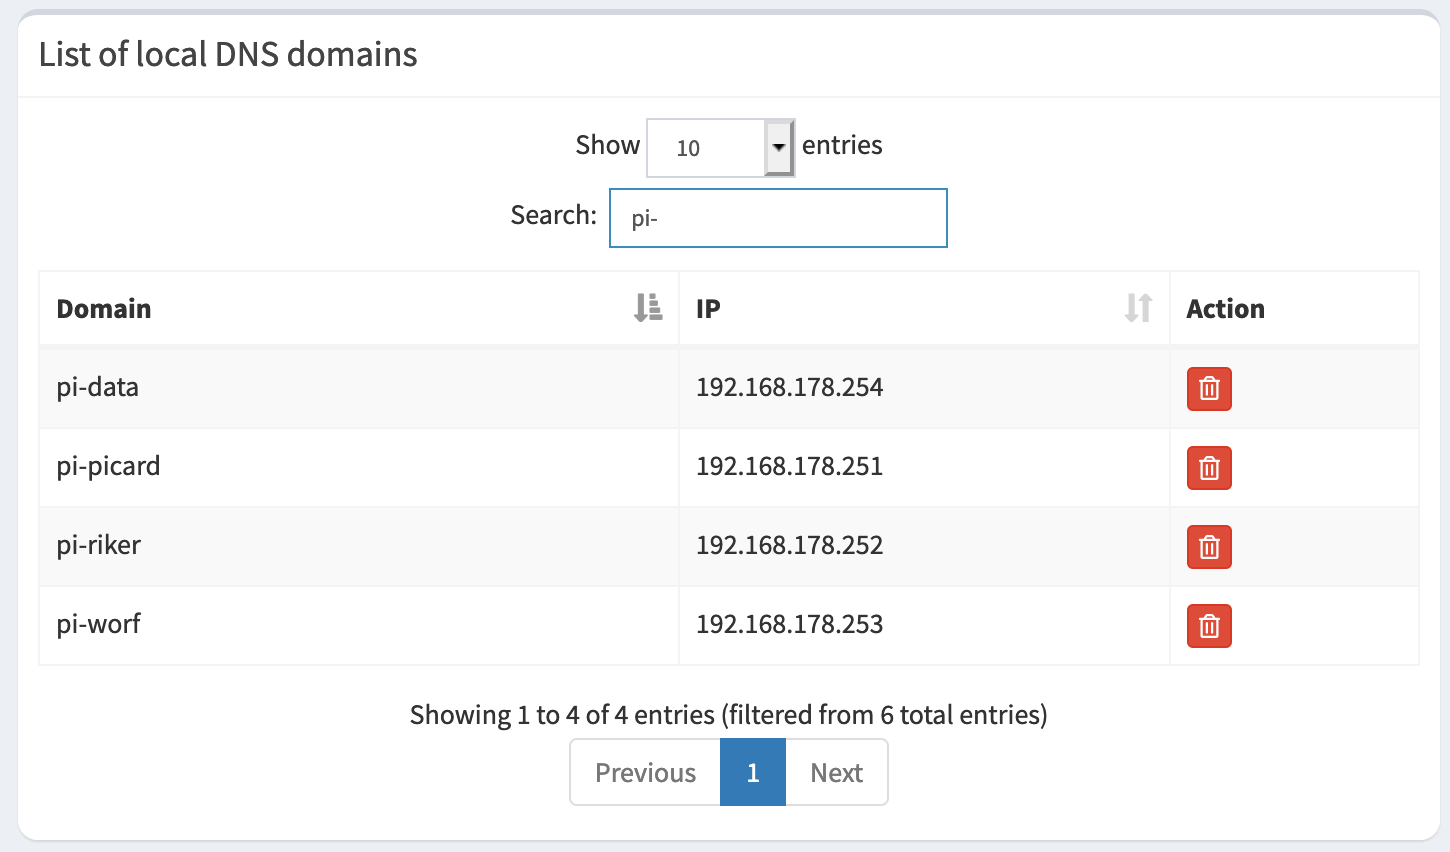 List of local DNS domains
Show 10 entries
Search: pi-
Domain IP Action
pi-data 192.168.178.254
pi-picard 192.168.178.251
pi-riker 192.168.178.252
pi-worf 192.168.178.253
Showing 1 to 4 of 4 entries (filtered from 6 total entries)
Previous 1 Next